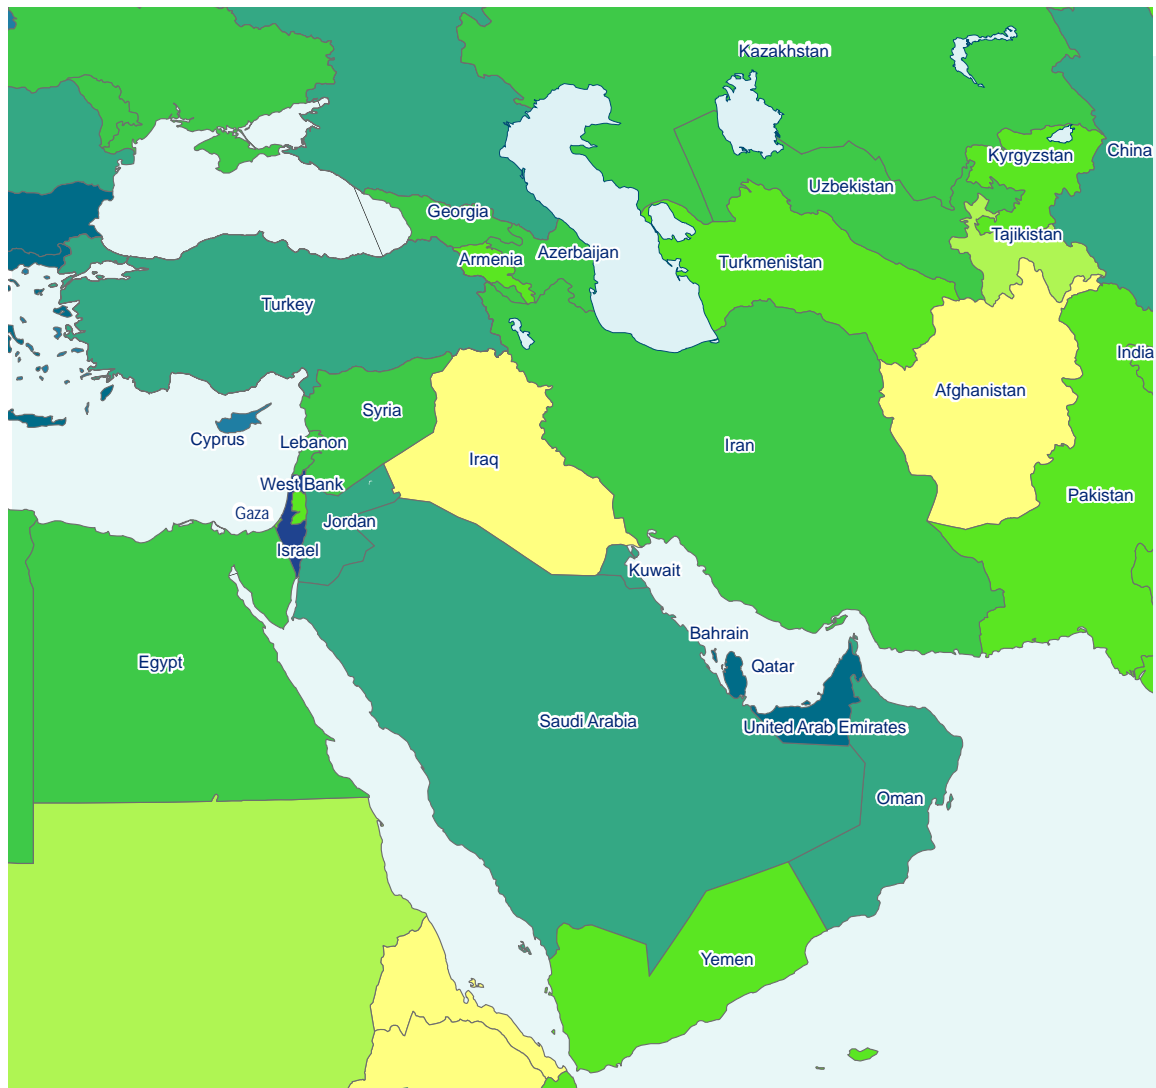 Kazakhstan
China
Kyrgyzstan
Uzbekistan
Georgia
Tajikistan
Azerbaijan
Armenia
Turkmenistan
Turkey
India
Afghanistan
Syria
Cyprus
Lebanon
Iran
Iraq
West Bank
Pakistan
Gaza
Jordan
Israel
Kuwait
Bahrain
Egypt
Qatar
Saudi Arabia
United Arab Emirates
Oman
Yemen